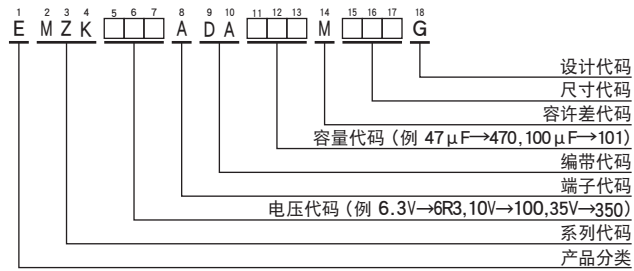 1 2 3 4 5 6 7 8 9 10 11 12 13 14 15 16 17 18
E M Z K A D A M G
设计代码
尺寸代码
容许差代码
容量代码 (例 47μF→470,100μF→101)
编带代码
端子代码
电压代码 (例 6.3V→6R3,10V→100,35V→350)
系列代码
产品分类